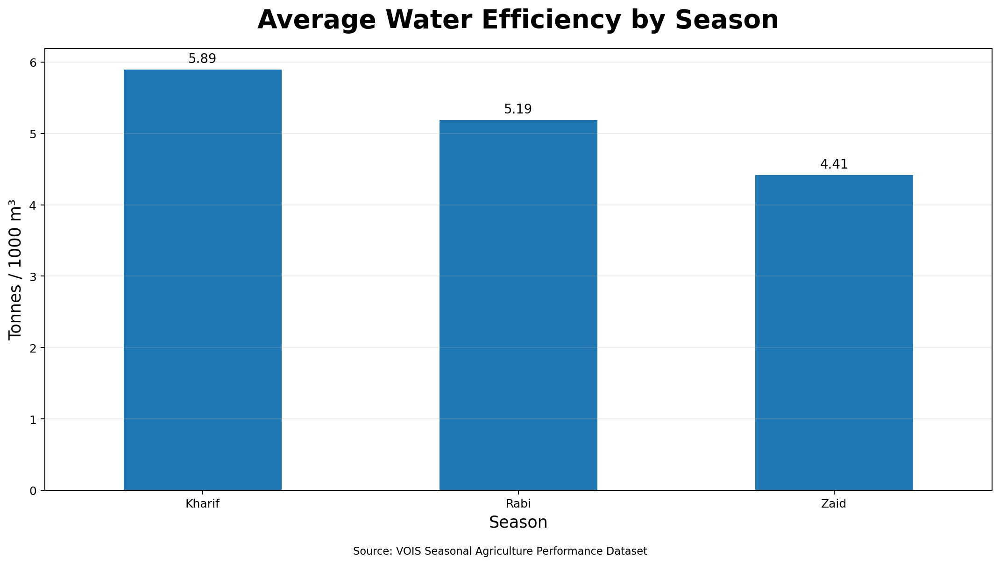 Average Water Efficiency by Season
Tonnes / 1000 m³
6
5
4
3
2
1
0
5.89
5.19
4.41
Kharif
Rabi
Zaid
Season
Source: VOIS Seasonal Agriculture Performance Dataset